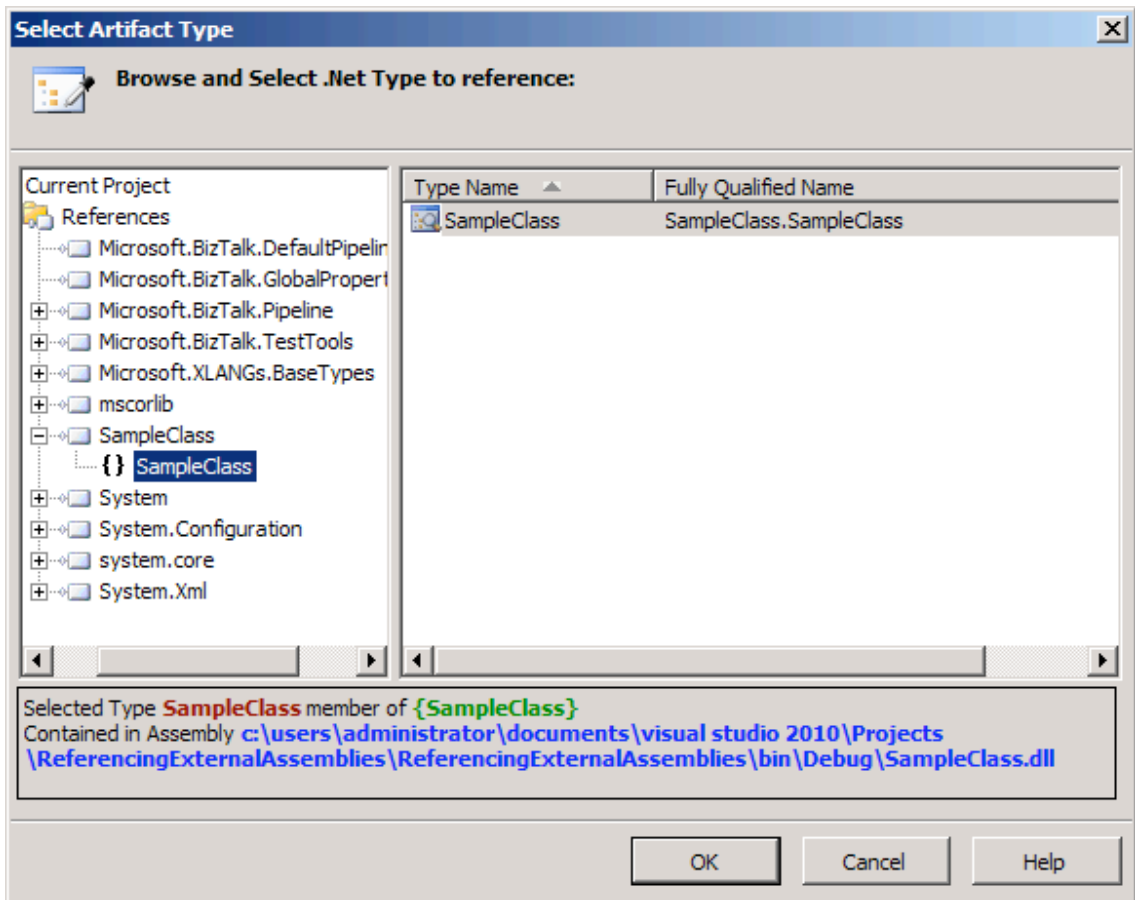 Select Artifact Type
Browse and Select .Net Type to reference:
Current Project
References
Microsoft.BizTalk.DefaultPipelin
Microsoft.BizTalk.GlobalPropert
Microsoft.BizTalk.Pipeline
Microsoft.BizTalk.TestTools
Microsoft.XLANGs.BaseTypes
mscorlib
SampleClass
{} SampleClass
System
System.Configuration
system.core
System.Xml
Type Name Fully Qualified Name
SampleClass SampleClass.SampleClass
Selected Type SampleClass member of {SampleClass}
Contained in Assembly c:\users\administrator\documents\visual studio 2010\Projects
\ReferencingExternalAssemblies\ReferencingExternalAssemblies\bin\Debug\SampleClass.dll
OK Cancel Help